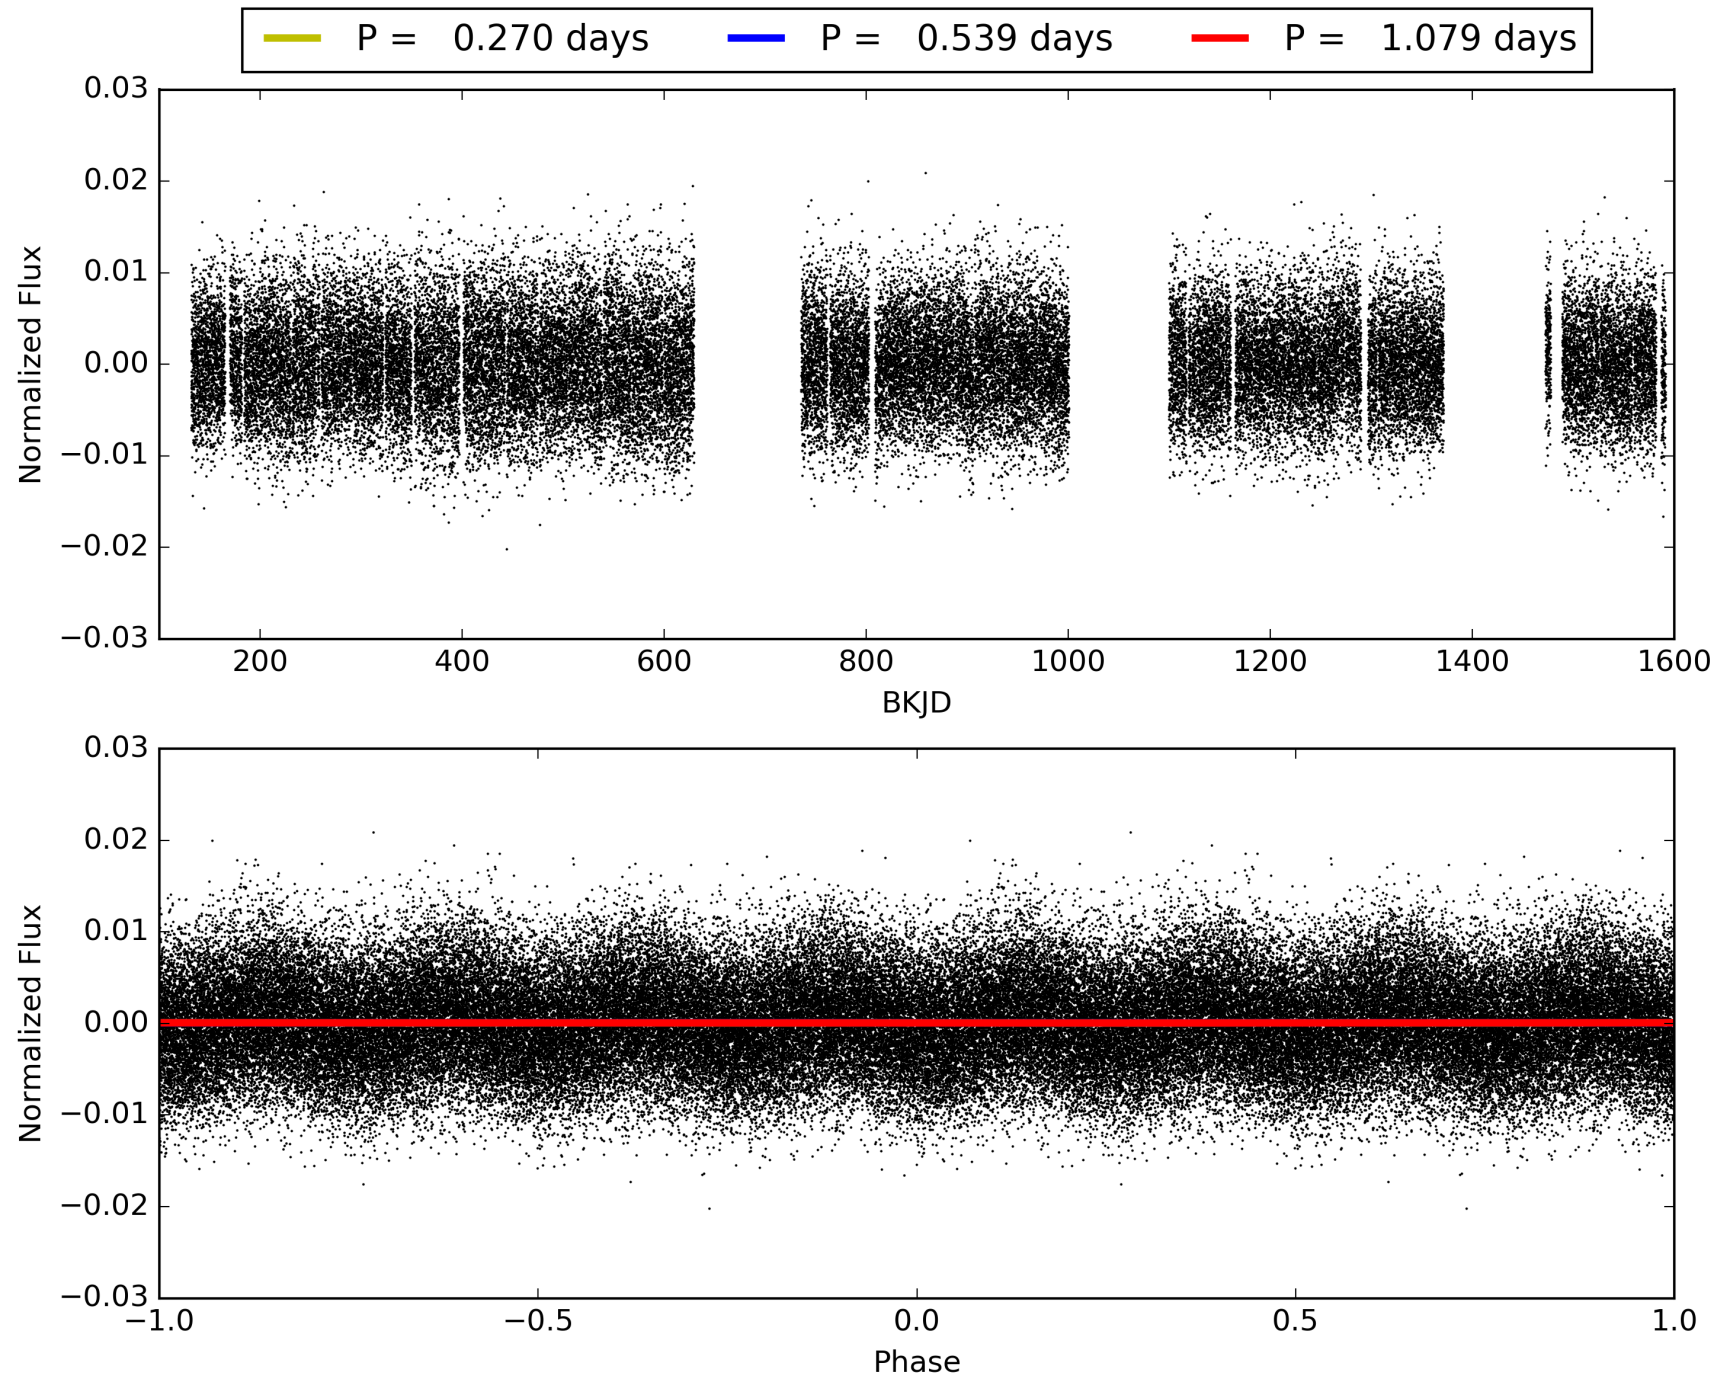 P = 0.270 days P = 0.539 days P = 1.079 days
0.03
0.02
0.01
0.00
−0.01
−0.02
−0.03
Normalized Flux
200 400 600 800 1000 1200 1400 1600
BKJD
0.03
0.02
0.01
0.00
−0.01
−0.02
−0.03
Normalized Flux
−1.0 −0.5 0.0 0.5 1.0
Phase